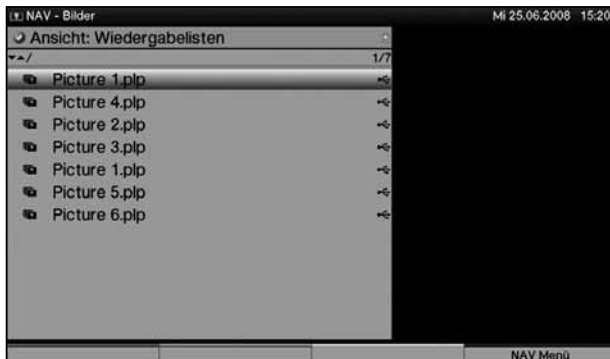 NAV - Bilder Mi 25.06.2008 15:20
Ansicht: Wiedergabelisten
/ 1/7
Picture 1.plp
Picture 4.plp
Picture 2.plp
Picture 3.plp
Picture 1.plp
Picture 5.plp
Picture 6.plp
NAV Menü